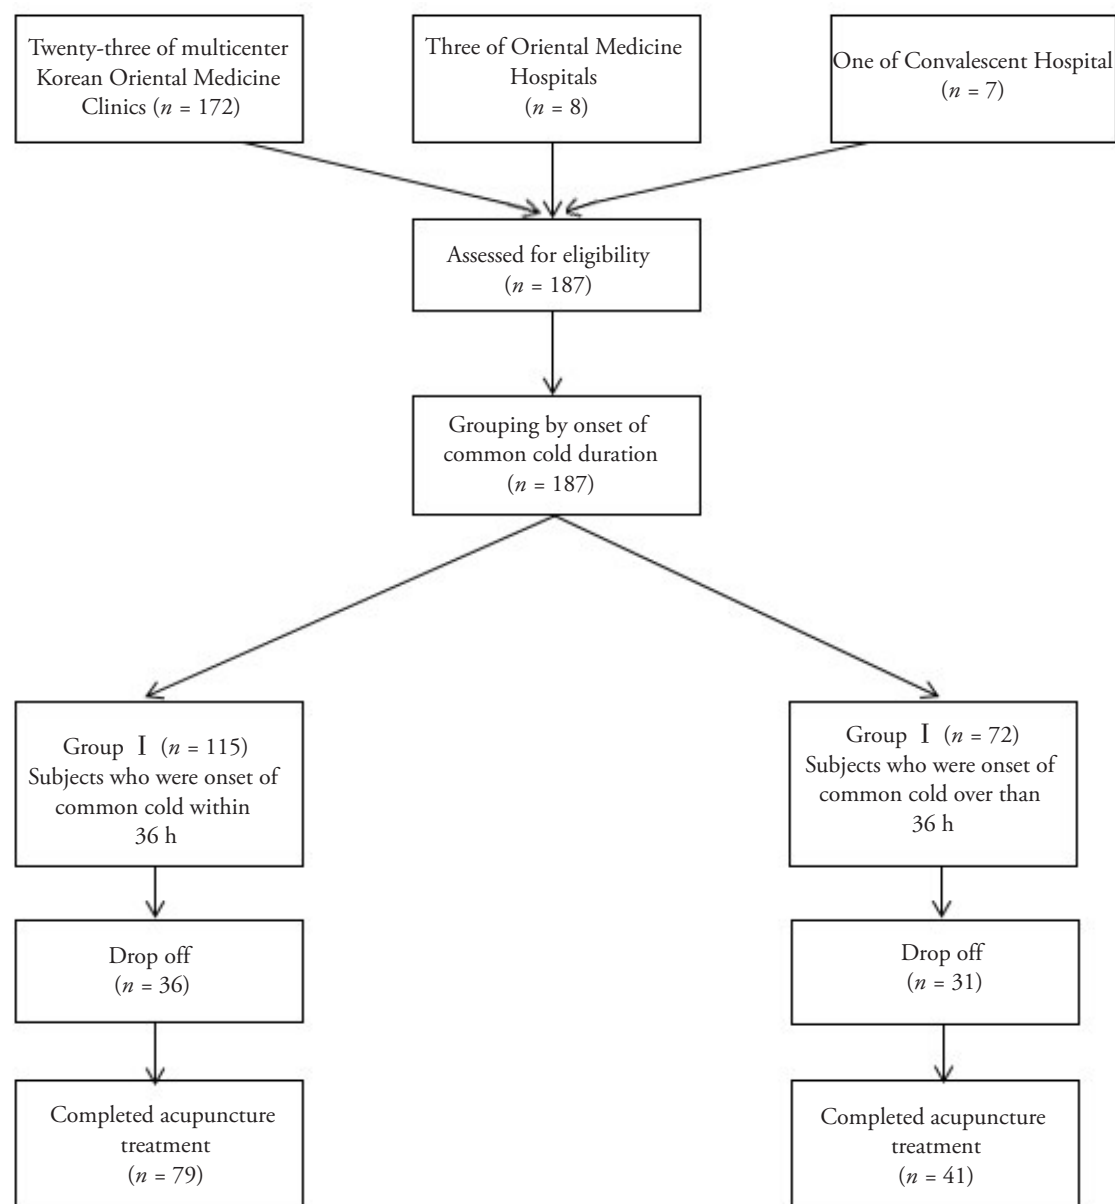 Twenty-three of multicenter
Korean Oriental Medicine
Clinics (n = 172)
Three of Oriental Medicine
Hospitals
(n = 8)
One of Convalescent Hospital
(n = 7)
Assessed for eligibility
(n = 187)
Grouping by onset of
common cold duration
(n = 187)
Group I (n = 115)
Subjects who were onset of
common cold within
36 h
Group I (n = 72)
Subjects who were onset of
common cold over than
36 h
Drop off
(n = 36)
Drop off
(n = 31)
Completed acupuncture
treatment
(n = 79)
Completed acupuncture
treatment
(n = 41)